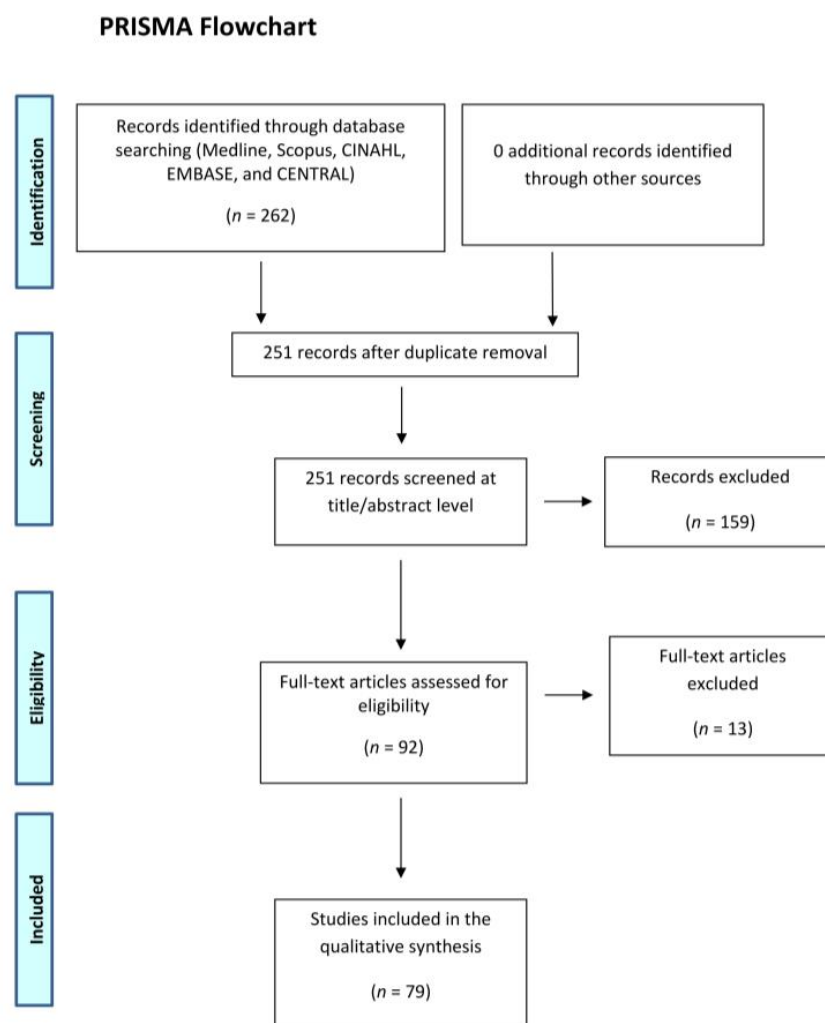 PRISMA Flowchart
Identification
Records identified through database
searching (Medline, Scopus, CINAHL,
EMBASE, and CENTRAL)
(n = 262)
0 additional records identified
through other sources
251 records after duplicate removal
Screening
251 records screened at
title/abstract level
Records excluded
(n = 159)
Eligibility
Full-text articles assessed for
eligibility
(n = 92)
Full-text articles
excluded
(n = 13)
Included
Studies included in the
qualitative synthesis
(n = 79)